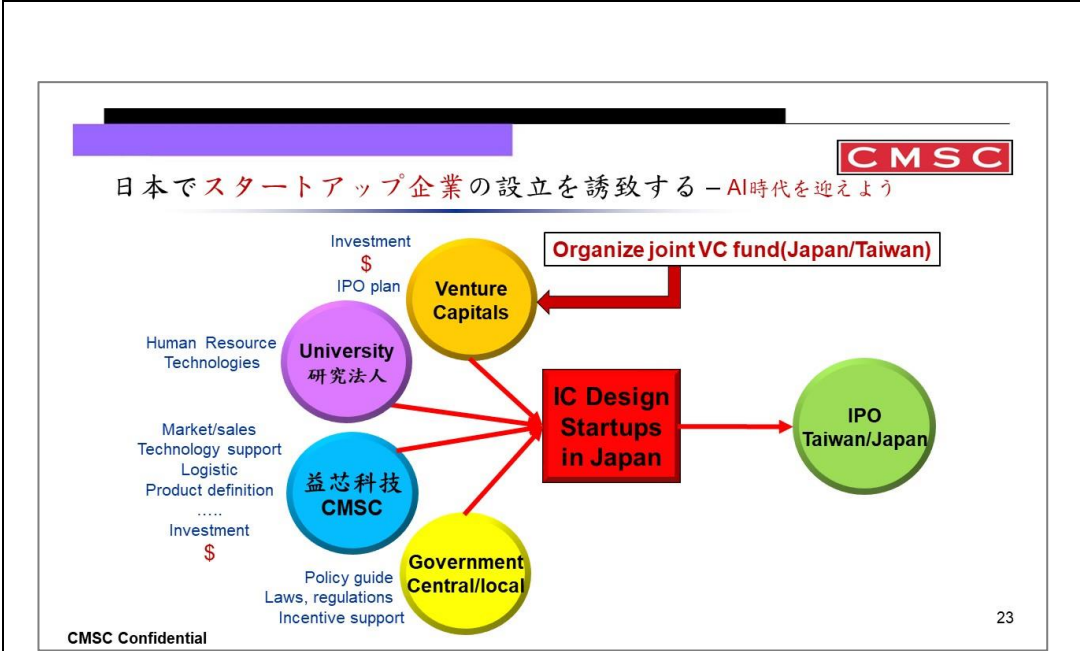 CMSC
日本でスタートアップ企業の設立を誘致する – AI時代を迎えよう
Organize joint VC fund(Japan/Taiwan)
Investment
$
IPO plan
Venture
Capitals
Human Resource
Technologies
University
研究法人
Market/sales
Technology support
Logistic
Product definition
.....
Investment
$
益芯科技
CMSC
Policy guide
Laws, regulations
Incentive support
Government
Central/local
IC Design
Startups
in Japan
IPO
Taiwan/Japan
CMSC Confidential
23